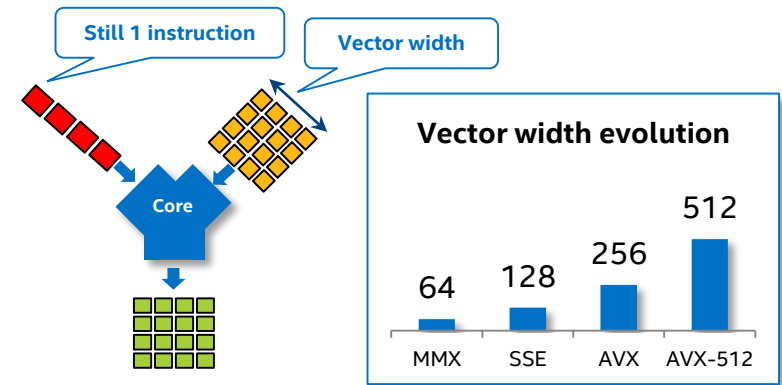 Still 1 instruction
Vector width
Core
Vector width evolution
64
128
256
512
MMX
SSE
AVX
AVX-512